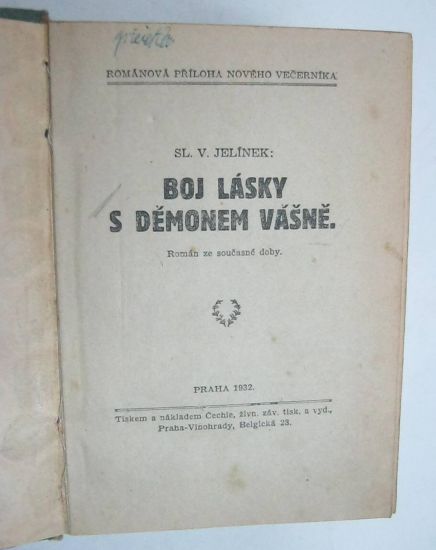 ROMÁNOVÁ PŘÍLOHA NOVÉHO VEČERNÍKA
SL. V. JELÍNEK:
BOJ LÁSKY
S DĚMONEM VÁŠNĚ.
Román ze současné doby.
PRAHA 1932.
Tiskem a nákladem Čechie, živn. záv. tisk. a vyd.,
Praha-Vinohrady, Belgická 23.